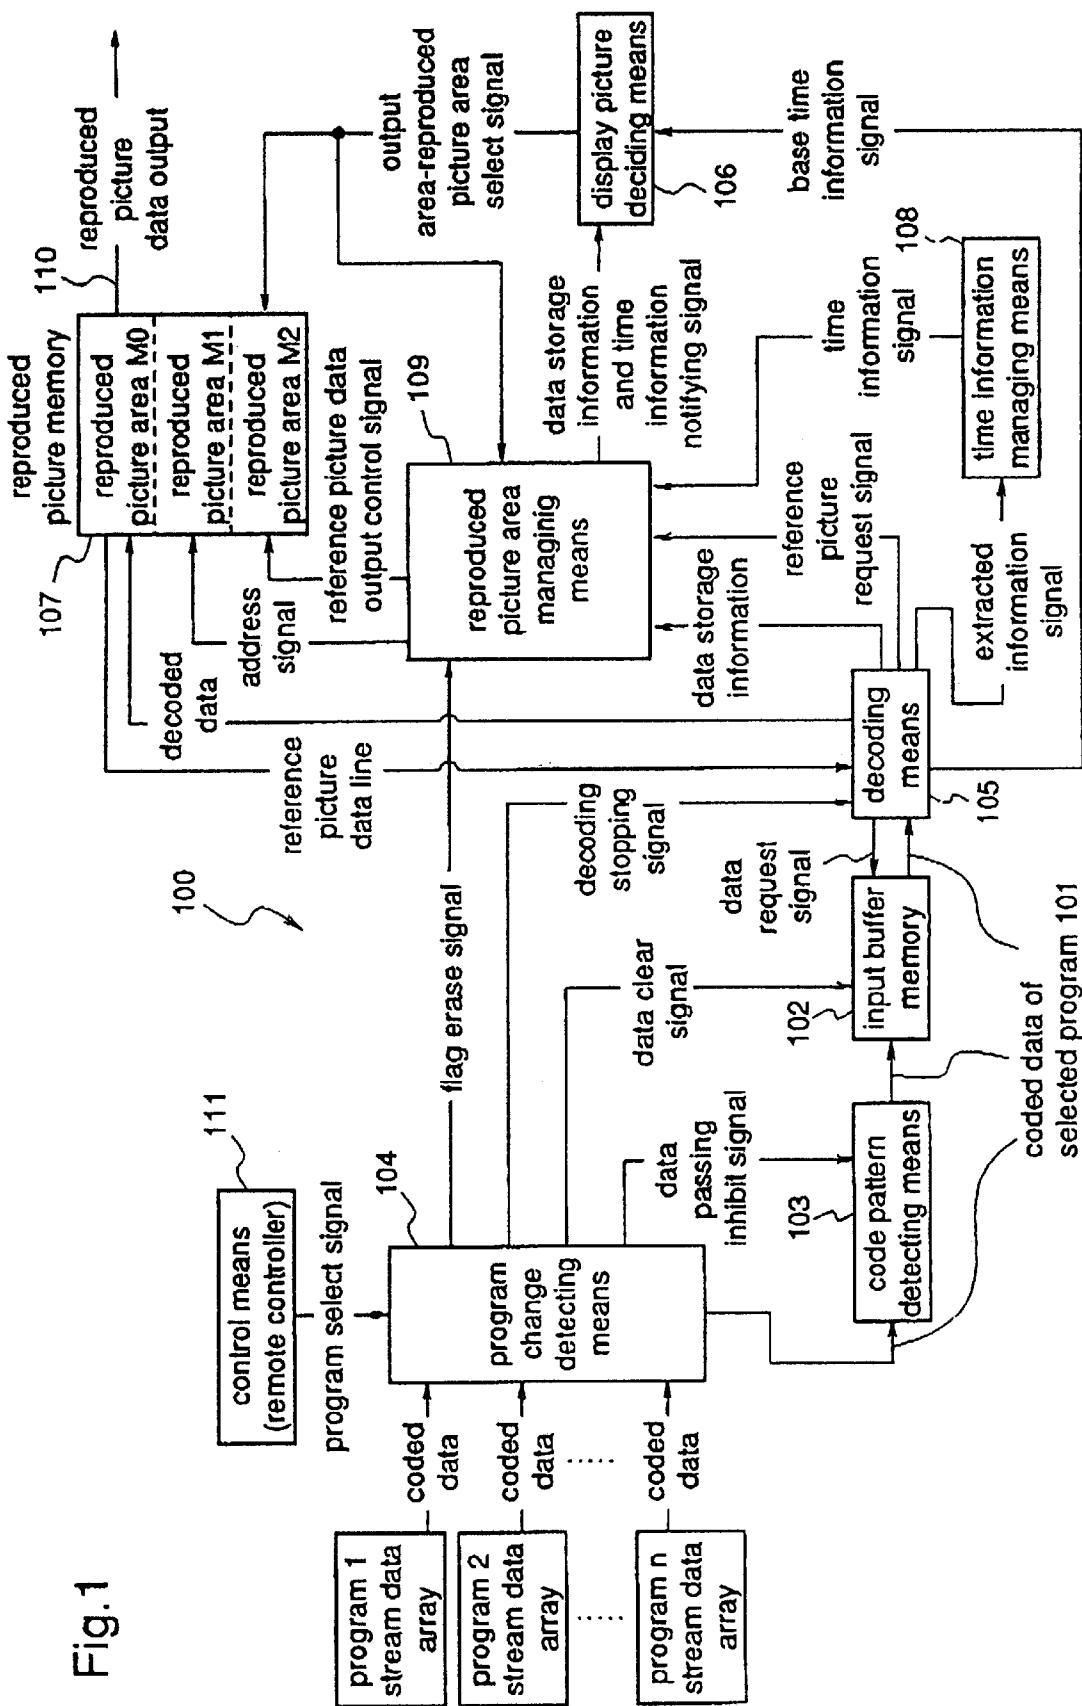 Fig.1
100
control means
(remote controller)
111
program select signal
program 1
stream data
array
coded
data
program 2
stream data
array
coded
data
program n
stream data
array
coded
data
program
change
detecting
means
104
flag erase signal
decoding
stopping
signal
data clear
signal
data
passing
inhibit signal
code pattern
detecting means
103
input buffer
memory
102
coded data of
selected program 101
data
request
signal
decoding
means
105
reference
picture
data line
decoded
data
address
signal
reference picture data
output control signal
reproduced
picture memory
107
reproduced
picture area M0
reproduced
picture area M1
reproduced
picture area M2
110
reproduced
picture
data output
reproduced
picture area
managinig
means
109
data storage
information
reference
picture
request signal
extracted
information
signal
time information
managing means
108
time
information
signal
data storage
information
and time
information
notifying signal
display picture
deciding means
106
base time
information
signal
output
area-reproduced
picture area
select signal